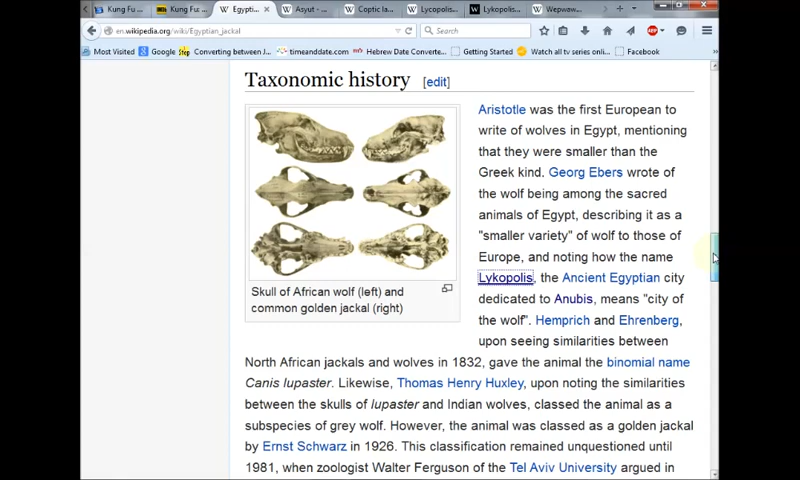 Kung Fu
Kung Fu:
Egypti...
Asyut - ...
Coptic la...
Lycopolis...
Lykopolis...
Wepwaw...
en.wikipedia.org/wiki/Egyptian_jackal
Search
Most Visited
Google
Converting between J...
timeanddate.com
Hebrew Date Converte...
Getting Started
Watch all tv series onli...
Facebook
Taxonomic history [edit]
Skull of African wolf (left) and
common golden jackal (right)
Aristotle was the first European to
write of wolves in Egypt, mentioning
that they were smaller than the
Greek kind. Georg Ebers wrote of
the wolf being among the sacred
animals of Egypt, describing it as a
"smaller variety" of wolf to those of
Europe, and noting how the name
Lykopolis, the Ancient Egyptian city
dedicated to Anubis, means "city of
the wolf". Hemprich and Ehrenberg,
upon seeing similarities between
North African jackals and wolves in 1832, gave the animal the binomial name
Canis lupaster. Likewise, Thomas Henry Huxley, upon noting the similarities
between the skulls of lupaster and Indian wolves, classed the animal as a
subspecies of grey wolf. However, the animal was classed as a golden jackal
by Ernst Schwarz in 1926. This classification remained unquestioned until
1981, when zoologist Walter Ferguson of the Tel Aviv University argued in